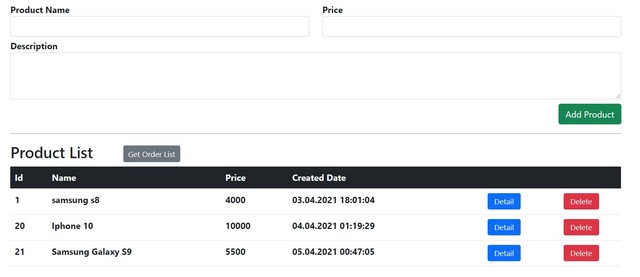 Product Name Price
Description
Add Product
Product List Get Order List
Id Name Price Created Date
1 samsung s8 4000 03.04.2021 18:01:04 Detail Delete
20 Iphone 10 10000 04.04.2021 01:19:29 Detail Delete
21 Samsung Galaxy S9 5500 05.04.2021 00:47:05 Detail Delete